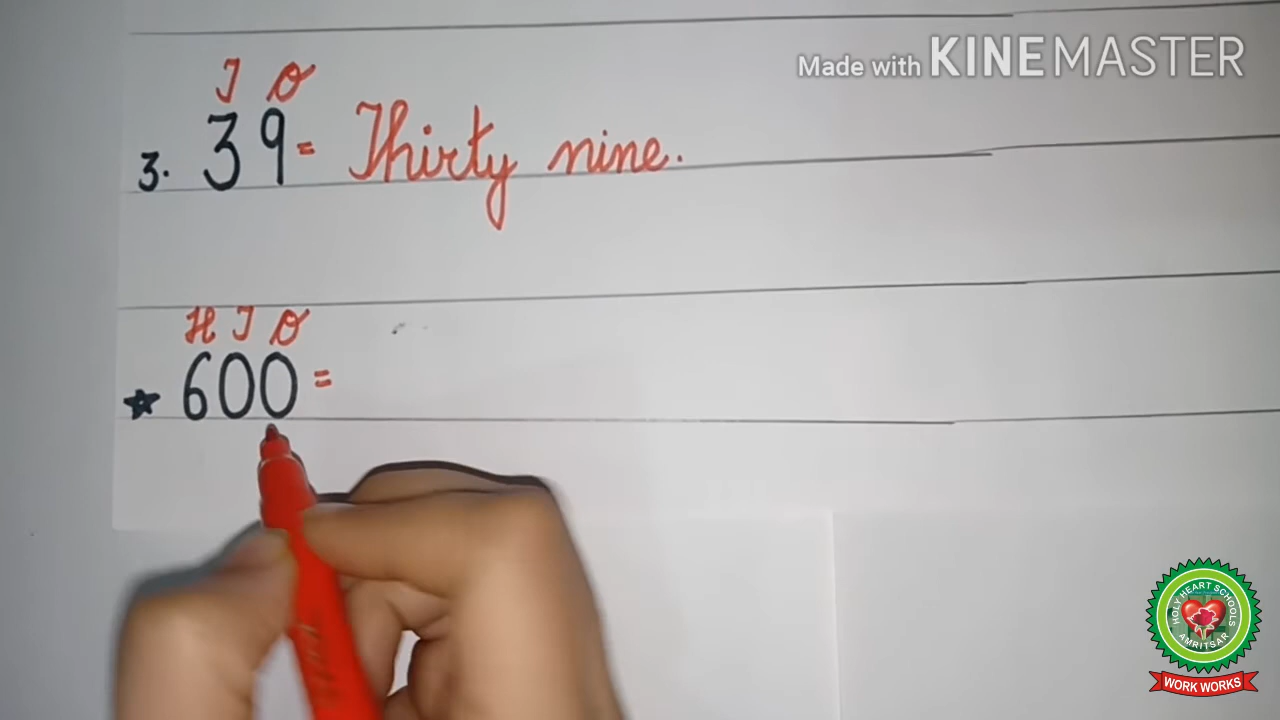 Made with KINEMASTER
T O
3. 39 = Thirty nine.
H T O
★ 600 =
HOLY HEART SCHOOLS
AMRITSAR
WORK WORKS